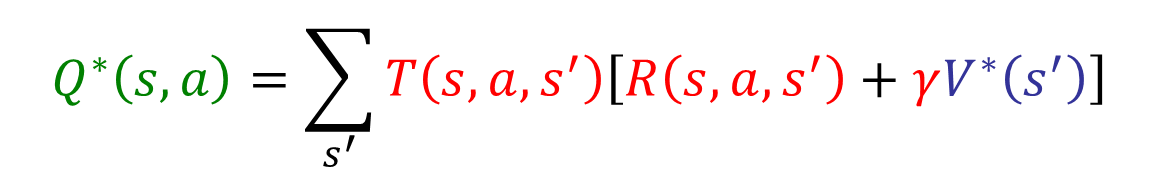 Q*(s, a) = ∑ T(s, a, s′)[R(s, a, s′) + γV*(s′)]
s′